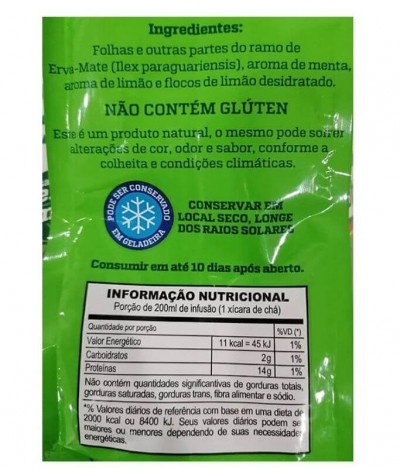 Ingredientes:
Folhas e outras partes do ramo de
Erva-Mate (Ilex paraguariensis), aroma de menta,
aroma de limão e flocos de limão desidratado.
NÃO CONTÉM GLÚTEN
Este é um produto natural, o mesmo pode sofrer
alterações de cor, odor e sabor, conforme a
colheita e condições climáticas.
PODE SER CONSERVADO
EM GELADEIRA
CONSERVAR EM
LOCAL SECO, LONGE
DOS RAIOS SOLARES
Consumir em até 10 dias após aberto.
INFORMAÇÃO NUTRICIONAL
Porção de 200ml de infusão (1 xícara de chá)
Quantidade por porção %VD (*)
Valor Energético 11 kcal = 45 kJ 1%
Carboidratos 2g 1%
Proteínas 14g 1%
Não contém quantidades significativas de gorduras totais,
gorduras saturadas, gorduras trans, fibra alimentar e sódio.
*% Valores diários de referência com base em uma dieta de
2000 kcal ou 8400 kJ. Seus valores diários podem ser
maiores ou menores dependendo de suas necessidades
energéticas.